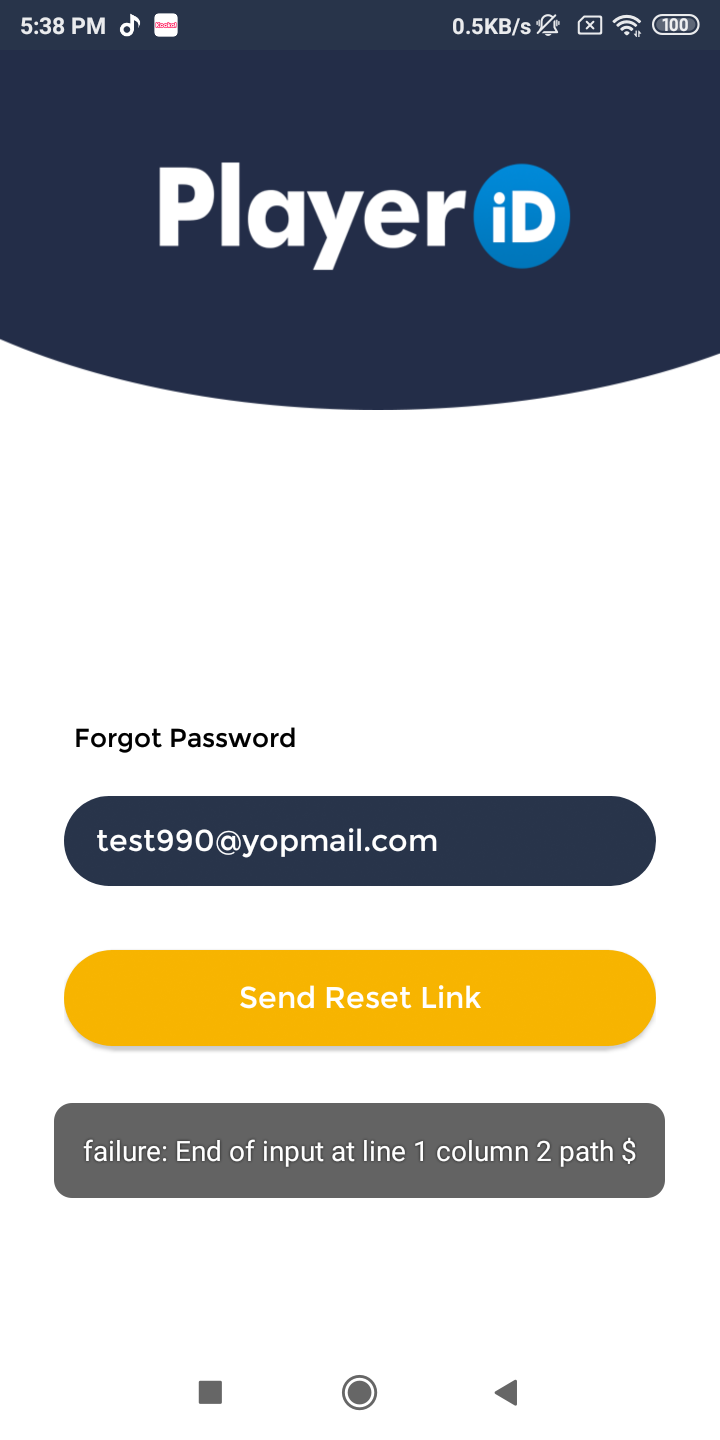 5:38 PM
0.5KB/s
100
Player iD
Forgot Password
test990@yopmail.com
Send Reset Link
failure: End of input at line 1 column 2 path $